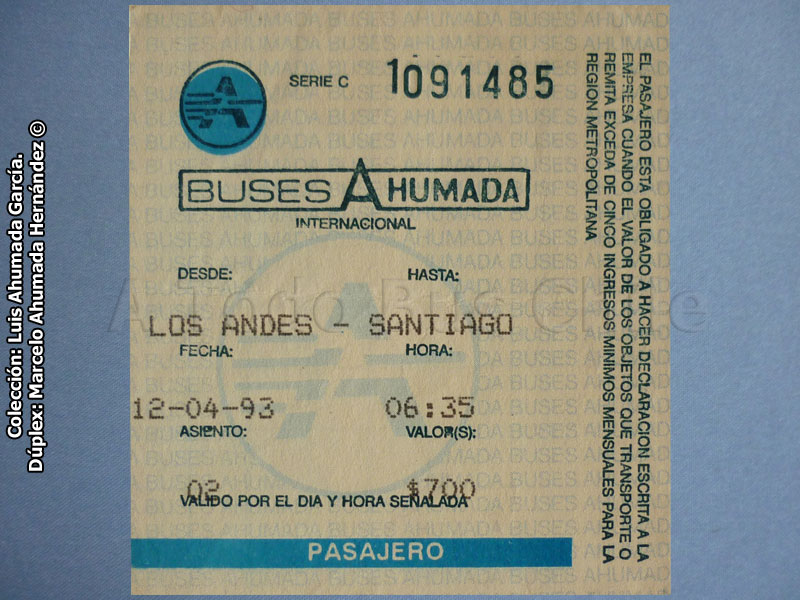 Colección: Luis Ahumada García.
Dúplex: Marcelo Ahumada Hernández ©
SERIE C 1091485
BUSES AHUMADA
INTERNACIONAL
DESDE: HASTA:
LOS ANDES - SANTIAGO
FECHA: HORA:
12-04-93 06:35
ASIENTO: VALOR(S):
02 $700
VALIDO POR EL DIA Y HORA SEÑALADA
PASAJERO
EL PASAJERO ESTA OBLIGADO A HACER DECLARACION ESCRITA A LA
EMPRESA CUANDO EL VALOR DE LOS OBJETOS QUE TRANSPORTE O
REMITA EXCEDA DE CINCO INGRESOS MINIMOS MENSUALES PARA LA
REGION METROPOLITANA
A Todo Bus Chile